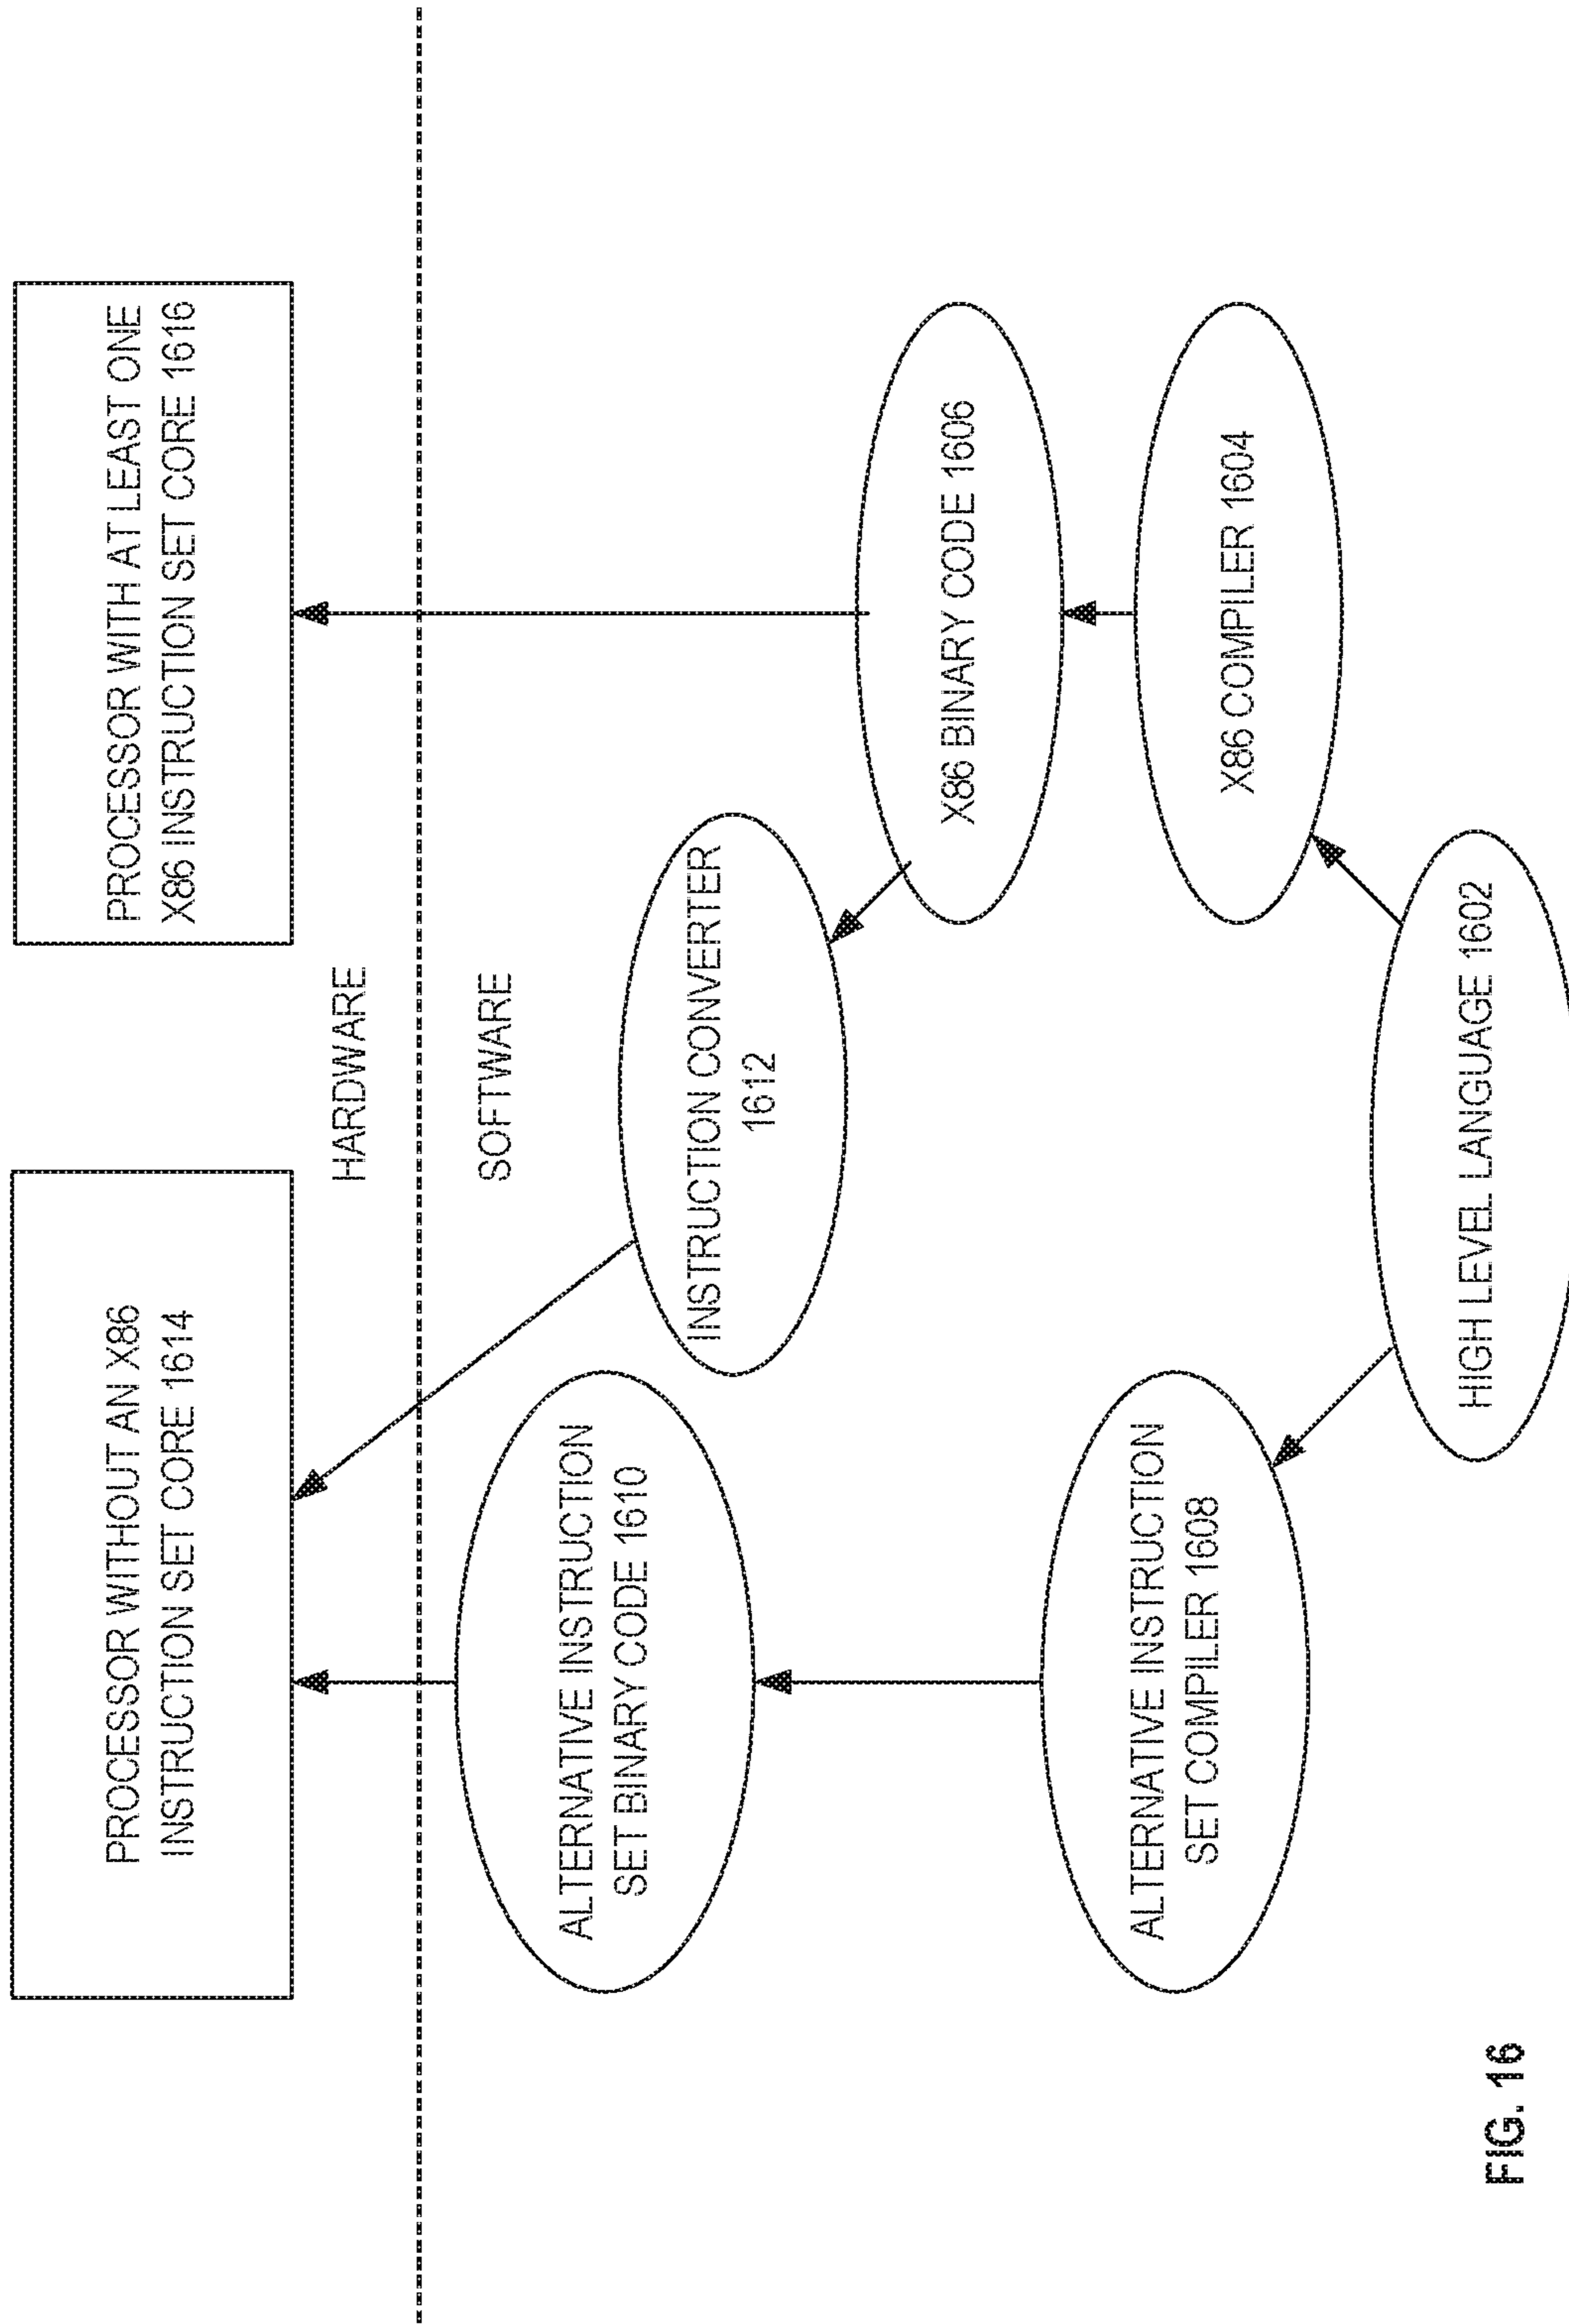 PROCESSOR WITHOUT AN X86
INSTRUCTION SET CORE 1614
PROCESSOR WITH AT LEAST ONE
X86 INSTRUCTION SET CORE 1616
HARDWARE
SOFTWARE
ALTERNATIVE INSTRUCTION
SET BINARY CODE 1610
INSTRUCTION CONVERTER
1612
X86 BINARY CODE 1606
ALTERNATIVE INSTRUCTION
SET COMPILER 1608
X86 COMPILER 1604
HIGH LEVEL LANGUAGE 1602
FIG. 16